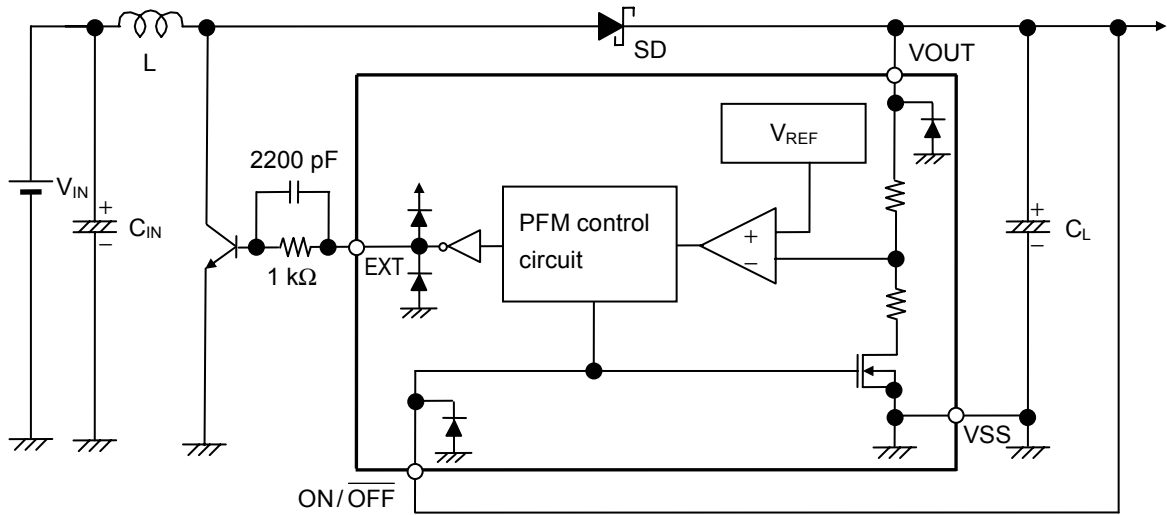 L
SD
VOUT
VREF
2200 pF
VIN
+
CIN
−
1 kΩ
EXT
PFM control
circuit
+
−
+
CL
−
VSS
ON/OFF